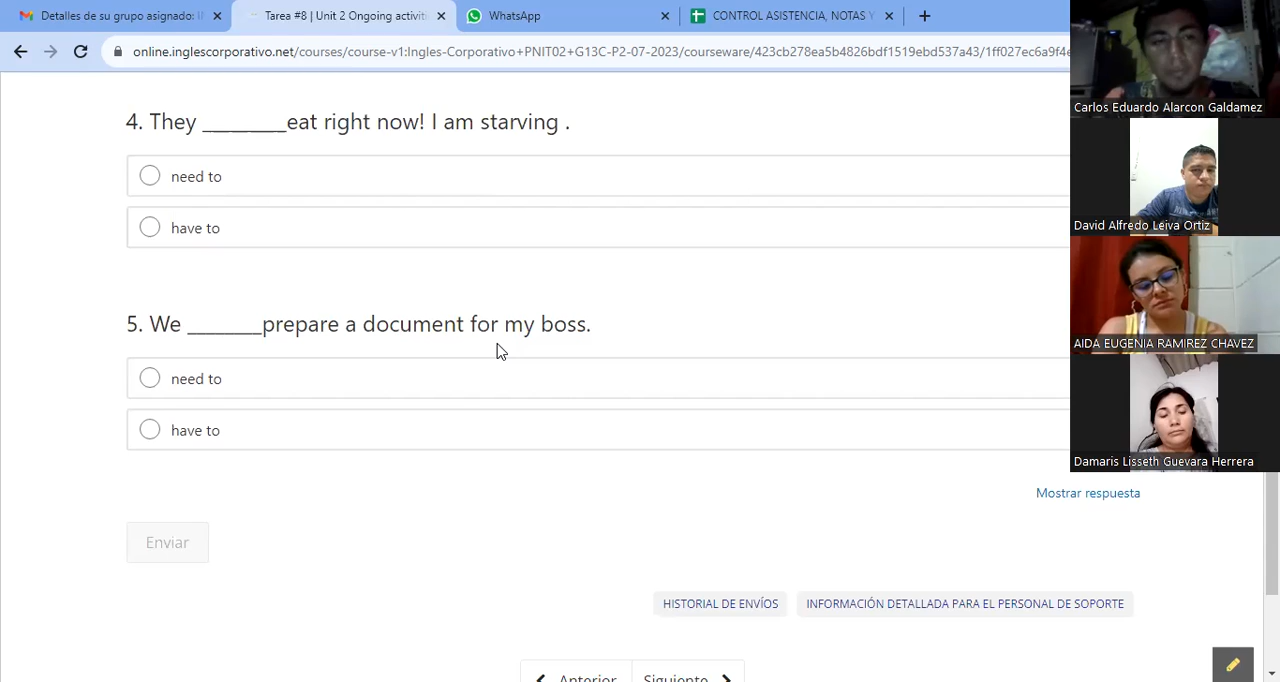 Detalles de su grupo asignado: I
Tarea #8 | Unit 2 Ongoing activiti
WhatsApp
CONTROL ASISTENCIA, NOTAS Y
online.inglescorporativo.net/courses/course-v1:Ingles-Corporativo+PNIT02+G13C-P2-07-2023/courseware/423cb278ea5b4826bdf1519ebd537a43/1ff027ec6a9f4e
4. They ________eat right now! I am starving .
need to
have to
5. We _______prepare a document for my boss.
need to
have to
Mostrar respuesta
Enviar
HISTORIAL DE ENVÍOS
INFORMACIÓN DETALLADA PARA EL PERSONAL DE SOPORTE
Anterior
Siguiente
Carlos Eduardo Alarcon Galdamez
David Alfredo Leiva Ortiz
AIDA EUGENIA RAMIREZ CHAVEZ
Damaris Lisseth Guevara Herrera